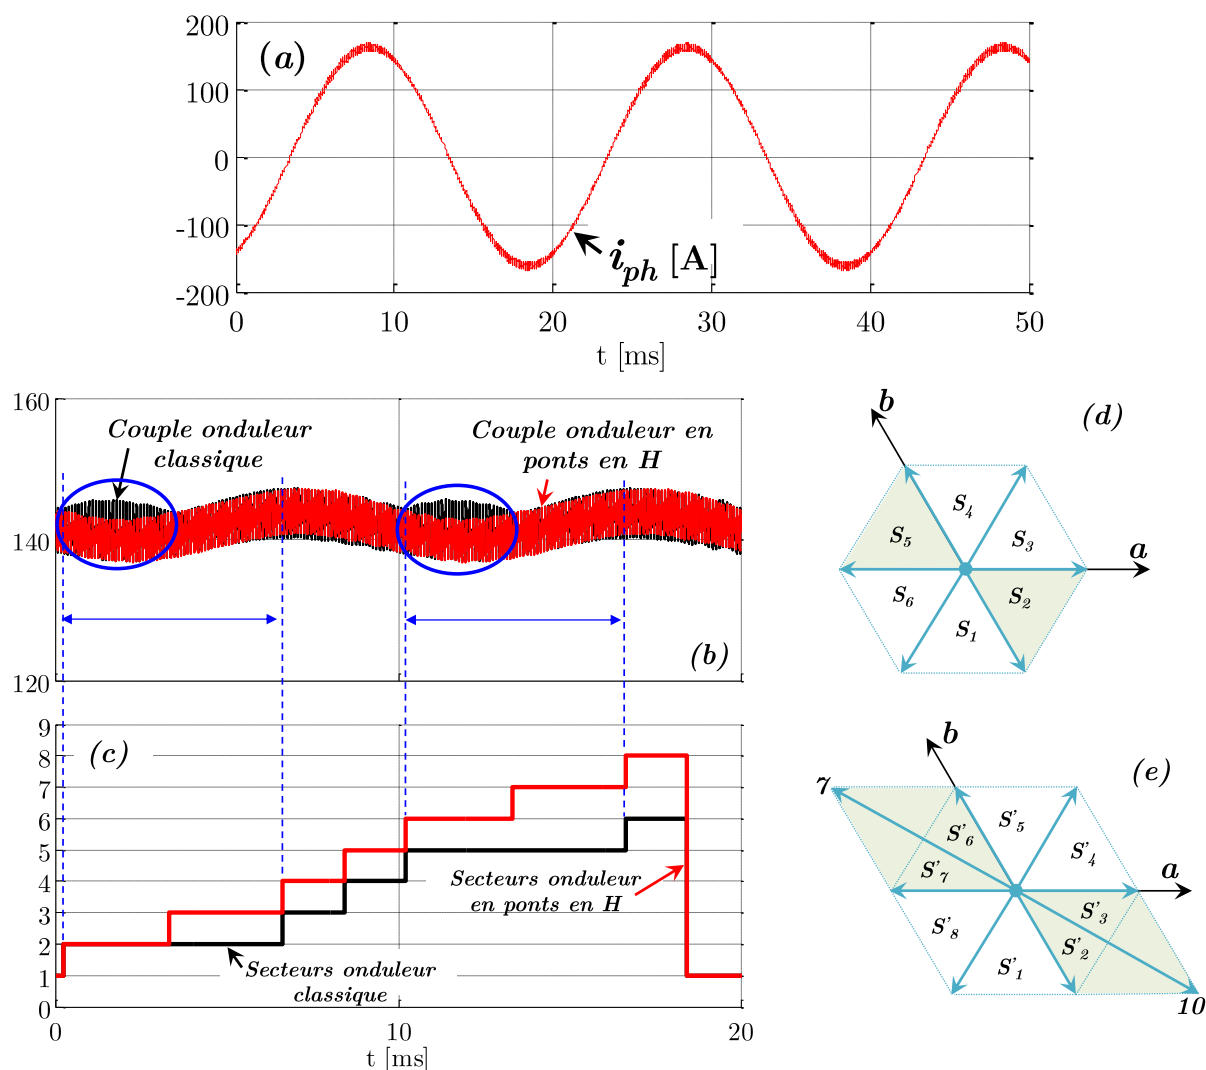 200
100
0
-100
-200
(a)
i_ph [A]
0 10 20 30 40 50
t [ms]
160
140
120
Couple onduleur
classique
Couple onduleur en
ponts en H
(b)
9
8
7
6
5
4
3
2
1
0
(c)
Secteurs onduleur
en ponts en H
Secteurs onduleur
classique
0 10 20
t [ms]
(d)
b
a
S4
S5
S3
S6
S2
S1
(e)
b
7
a
S'5
S'6
S'4
S'7
S'3
S'8
S'2
S'1
10